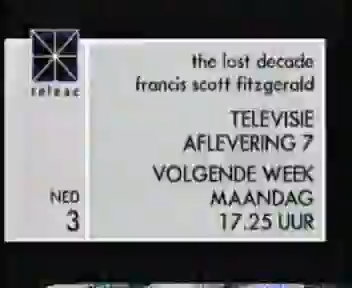 teleac
the lost decade
francis scott fitzgerald
TELEVISIE
AFLEVERING 7
VOLGENDE WEEK
MAANDAG
17.25 UUR
NED
3